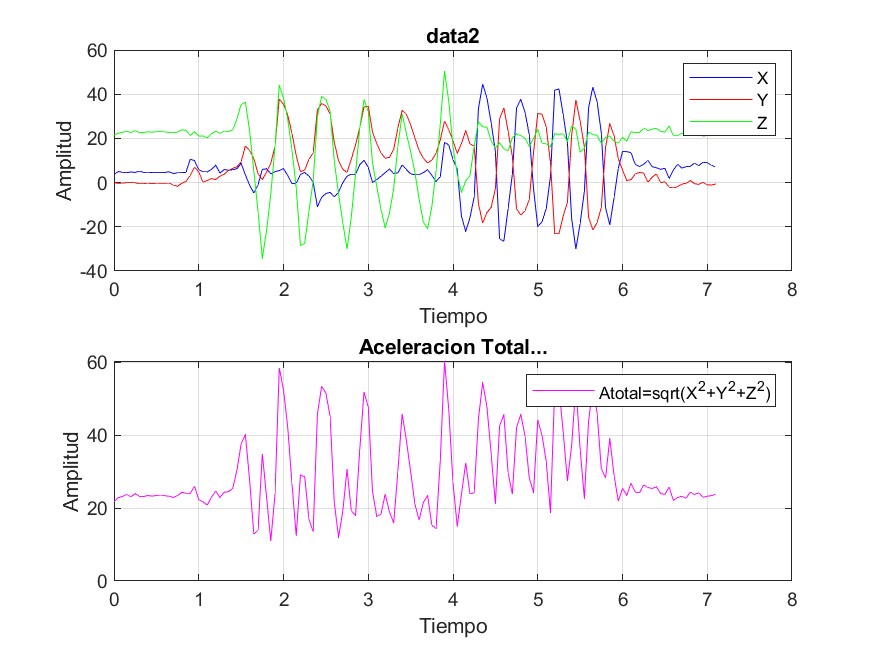 data2
60
40
20
0
-20
-40
Amplitud
X
Y
Z
0 1 2 3 4 5 6 7 8
Tiempo
Aceleracion Total...
60
40
20
0
Amplitud
Atotal=sqrt(X²+Y²+Z²)
0 1 2 3 4 5 6 7 8
Tiempo